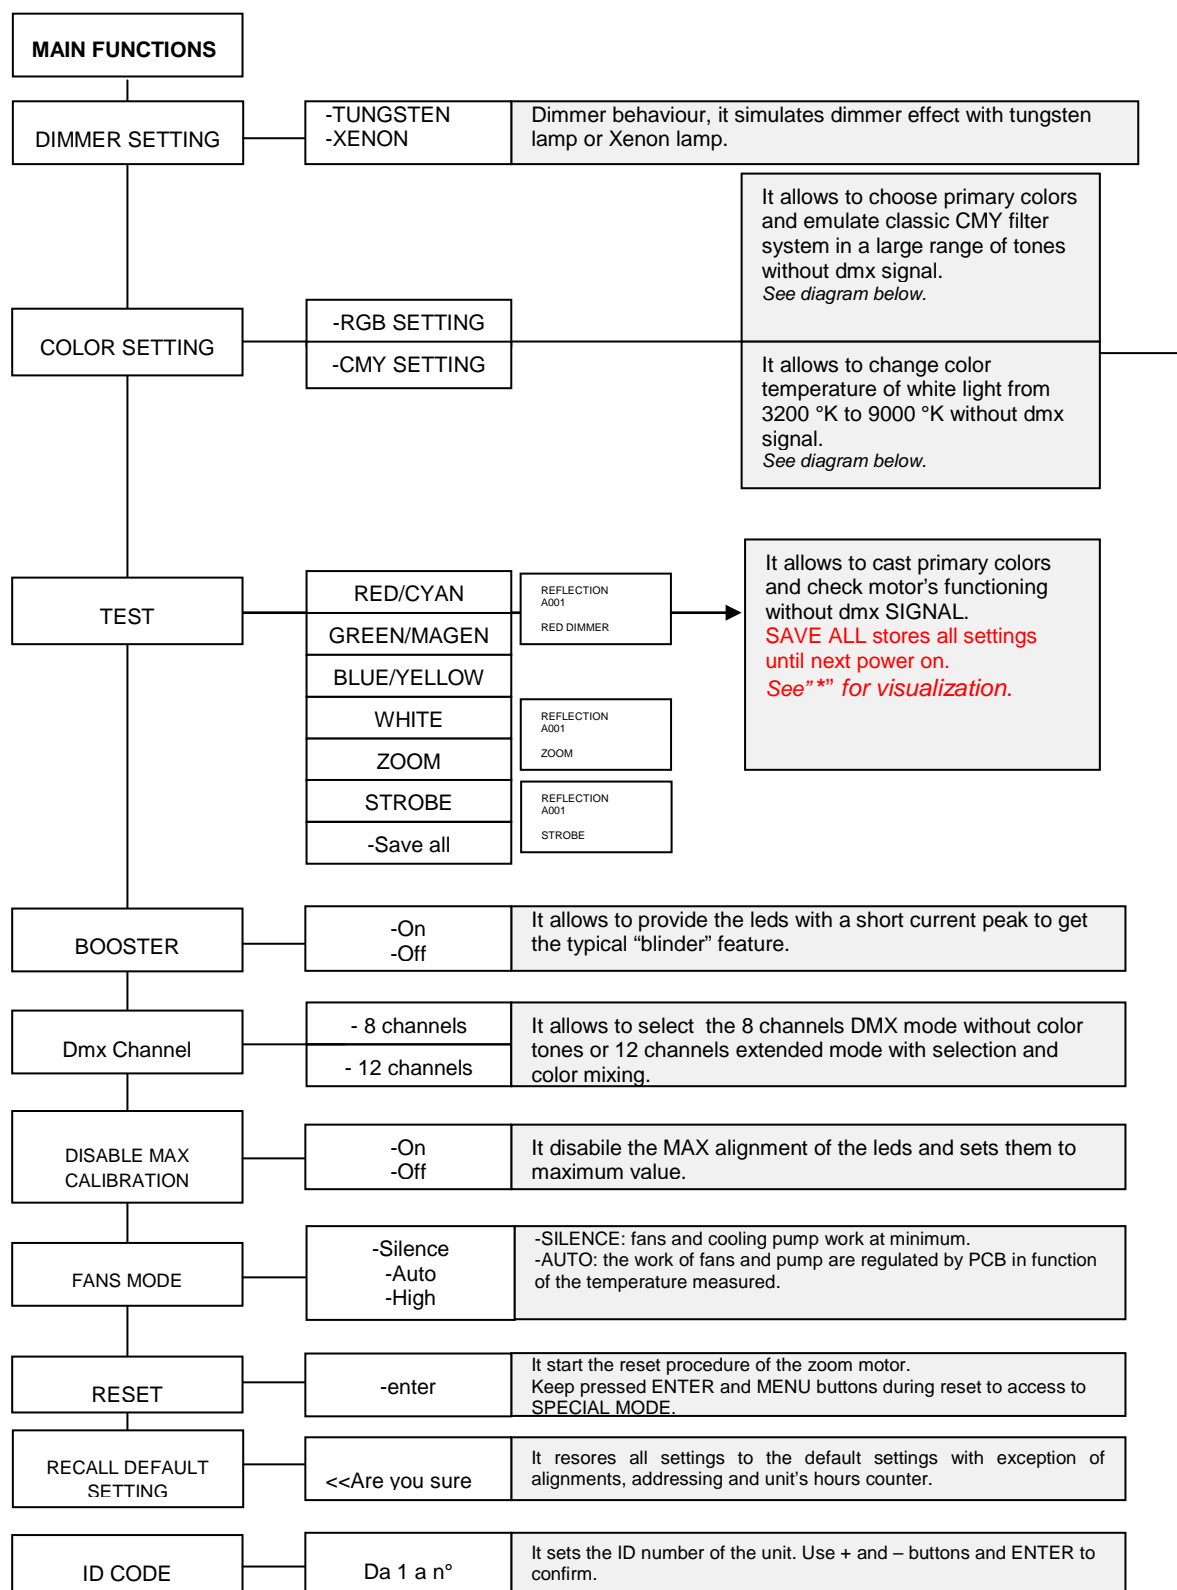 MAIN FUNCTIONS
DIMMER SETTING
-TUNGSTEN
-XENON
Dimmer behaviour, it simulates dimmer effect with tungsten
lamp or Xenon lamp.
COLOR SETTING
-RGB SETTING
-CMY SETTING
It allows to choose primary colors
and emulate classic CMY filter
system in a large range of tones
without dmx signal.
See diagram below.
It allows to change color
temperature of white light from
3200 °K to 9000 °K without dmx
signal.
See diagram below.
TEST
RED/CYAN
GREEN/MAGEN
BLUE/YELLOW
WHITE
ZOOM
STROBE
-Save all
REFLECTION
A001
RED DIMMER
REFLECTION
A001
ZOOM
REFLECTION
A001
STROBE
It allows to cast primary colors
and check motor's functioning
without dmx SIGNAL.
SAVE ALL stores all settings
until next power on.
See" *" for visualization.
BOOSTER
-On
-Off
It allows to provide the leds with a short current peak to get
the typical “blinder” feature.
Dmx Channel
- 8 channels
- 12 channels
It allows to select the 8 channels DMX mode without color
tones or 12 channels extended mode with selection and
color mixing.
DISABLE MAX
CALIBRATION
-On
-Off
It disabile the MAX alignment of the leds and sets them to
maximum value.
FANS MODE
-Silence
-Auto
-High
-SILENCE: fans and cooling pump work at minimum.
-AUTO: the work of fans and pump are regulated by PCB in function
of the temperature measured.
RESET
-enter
It start the reset procedure of the zoom motor.
Keep pressed ENTER and MENU buttons during reset to access to
SPECIAL MODE.
RECALL DEFAULT
SETTING
<<Are you sure
It resores all settings to the default settings with exception of
alignments, addressing and unit's hours counter.
ID CODE
Da 1 a n°
It sets the ID number of the unit. Use + and – buttons and ENTER to
confirm.